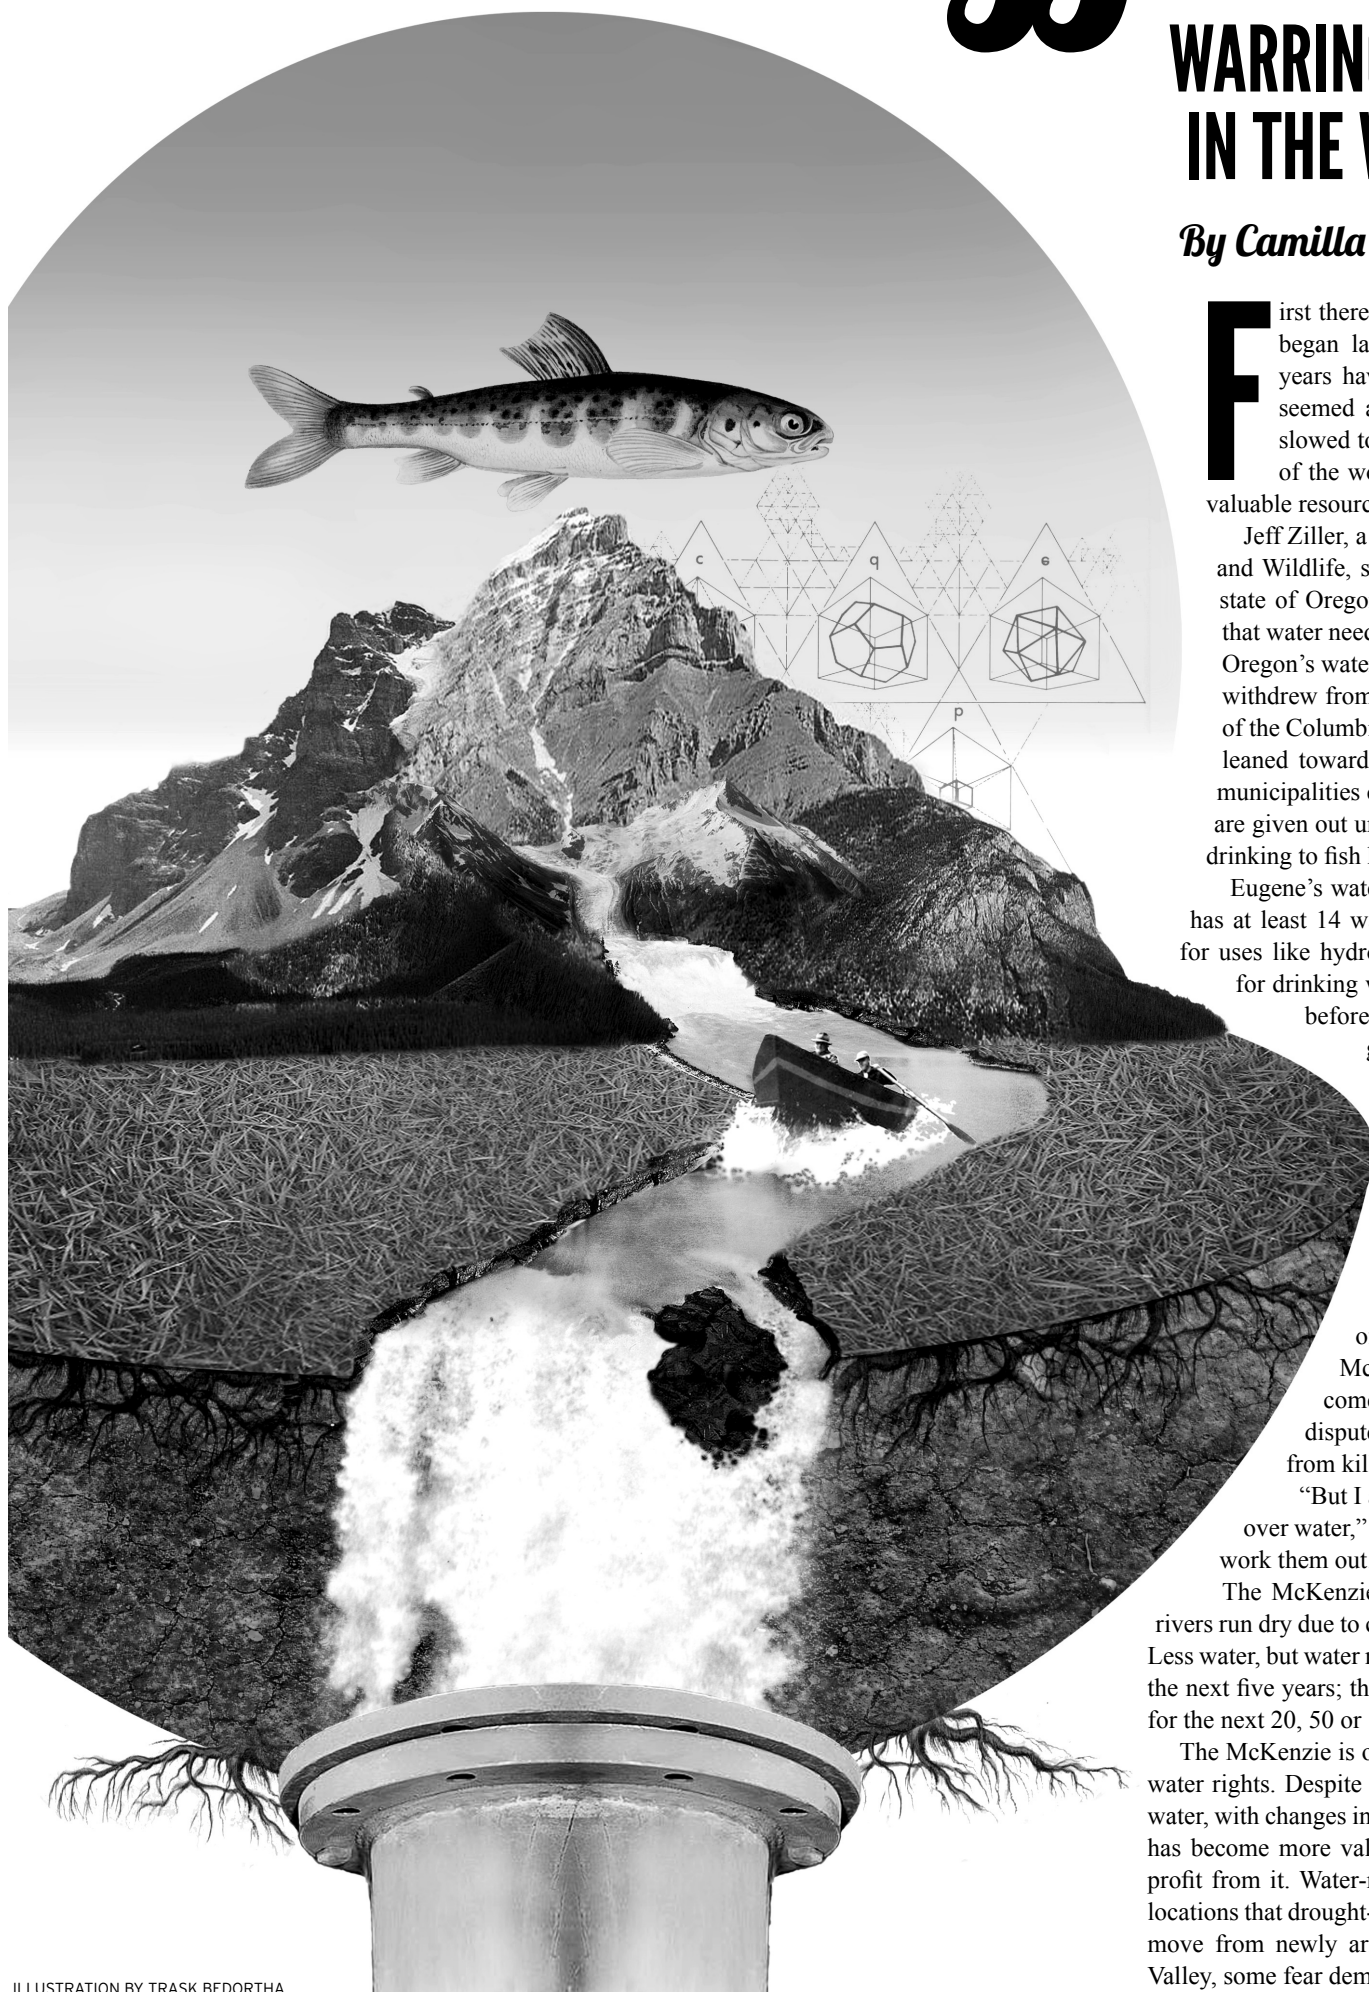 WARRIN
IN THE
By Camilla
First there
began la
years hav
seemed a
slowed to
of the wo
valuable resourc
Jeff Ziller, a
and Wildlife, s
state of Orego
that water need
Oregon's wate
withdrew from
of the Columbi
leaned toward
municipalities
are given out u
drinking to fish
Eugene's wate
has at least 14 w
for uses like hydro
for drinking
before
g
c
q
e
p
o
Mc
come
dispute
from kil
“But I
over water,”
work them out
The McKenzie
rivers run dry due to
Less water, but water
the next five years; th
for the next 20, 50 or
The McKenzie is o
water rights. Despite
water, with changes in
has become more val
profit from it. Water-
locations that drought-
move from newly ar
Valley, some fear dem
ILLUSTRATION BY TRASK BEDORTHA